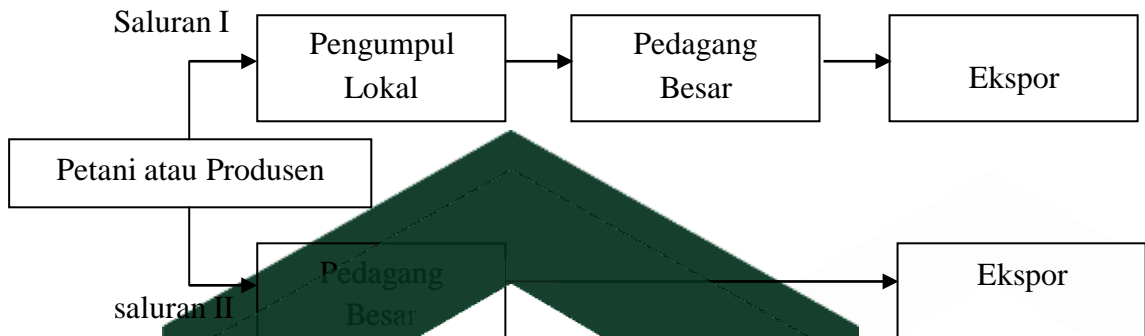 Saluran I
Pengumpul
Lokal
Pedagang
Besar
Ekspor
Petani atau Produsen
saluran II
Pedagang
Besar
Ekspor